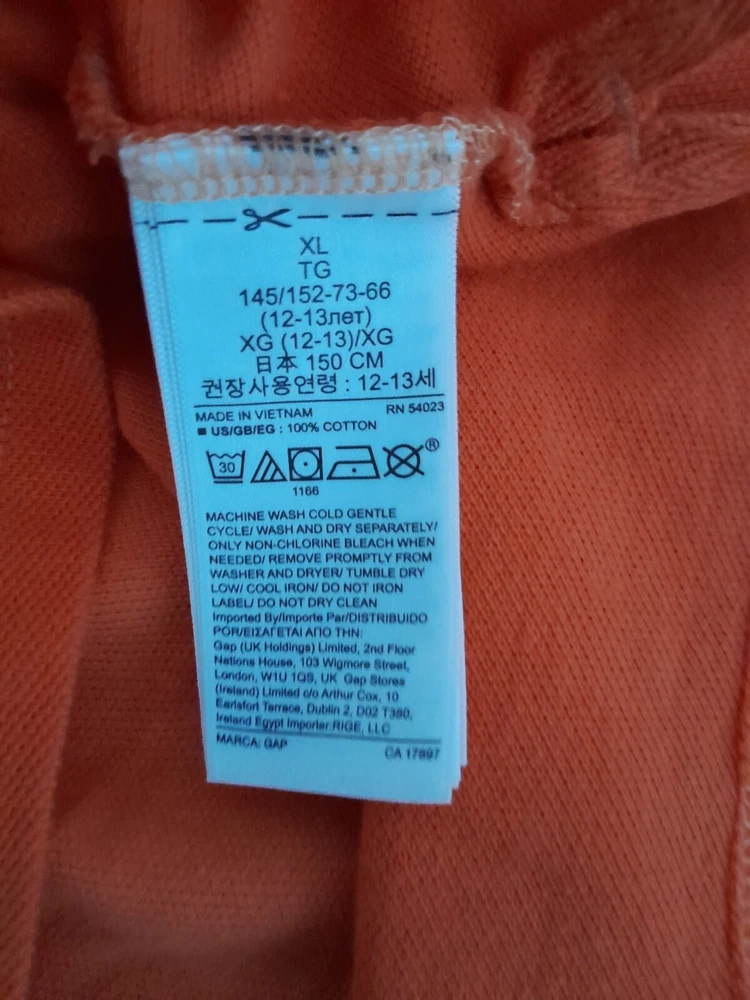 XL
TG
145/152-73-66
(12-13лет)
XG (12-13)/XG
日本 150 CM
권장사용연령 : 12-13세
MADE IN VIETNAM RN 54023
■ US/GB/EG : 100% COTTON
30
®
1166
MACHINE WASH COLD GENTLE
CYCLE/ WASH AND DRY SEPARATELY/
ONLY NON-CHLORINE BLEACH WHEN
NEEDED/ REMOVE PROMPTLY FROM
WASHER AND DRYER/ TUMBLE DRY
LOW/ COOL IRON/ DO NOT IRON
LABEL/ DO NOT DRY CLEAN
Imported By/Importe Par/DISTRIBUIDO
POR/ΕΙΣΑΓΕΤΑΙ ΑΠΟ ΤΗΝ:
Gap (UK Holdings) Limited, 2nd Floor
Nations House, 103 Wigmore Street,
London, W1U 1QS, UK Gap Stores
(Ireland) Limited c/o Arthur Cox, 10
Earlsfort Terrace, Dublin 2, D02 T380,
Ireland Egypt Importer:RIGE, LLC
MARCA: GAP CA 17897